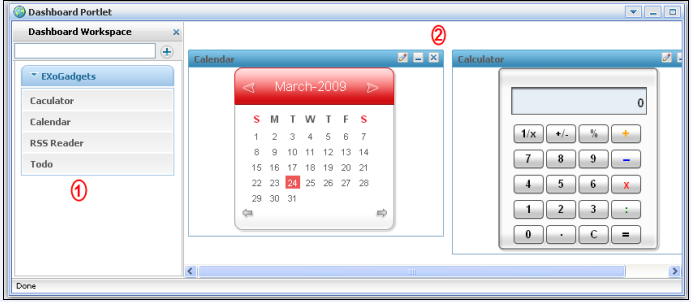 Dashboard Portlet
Dashboard Workspace x
EXoGadgets
Caculator
Calendar
RSS Reader
Todo
1
2
Calendar
March-2009
S M T W T F S
1 2 3 4 5 6 7
8 9 10 11 12 13 14
15 16 17 18 19 20 21
22 23 24 25 26 27 28
29 30 31
Calculator
0
1/x +/- % +
7 8 9 −
4 5 6 x
1 2 3 :
0 . C =
Done